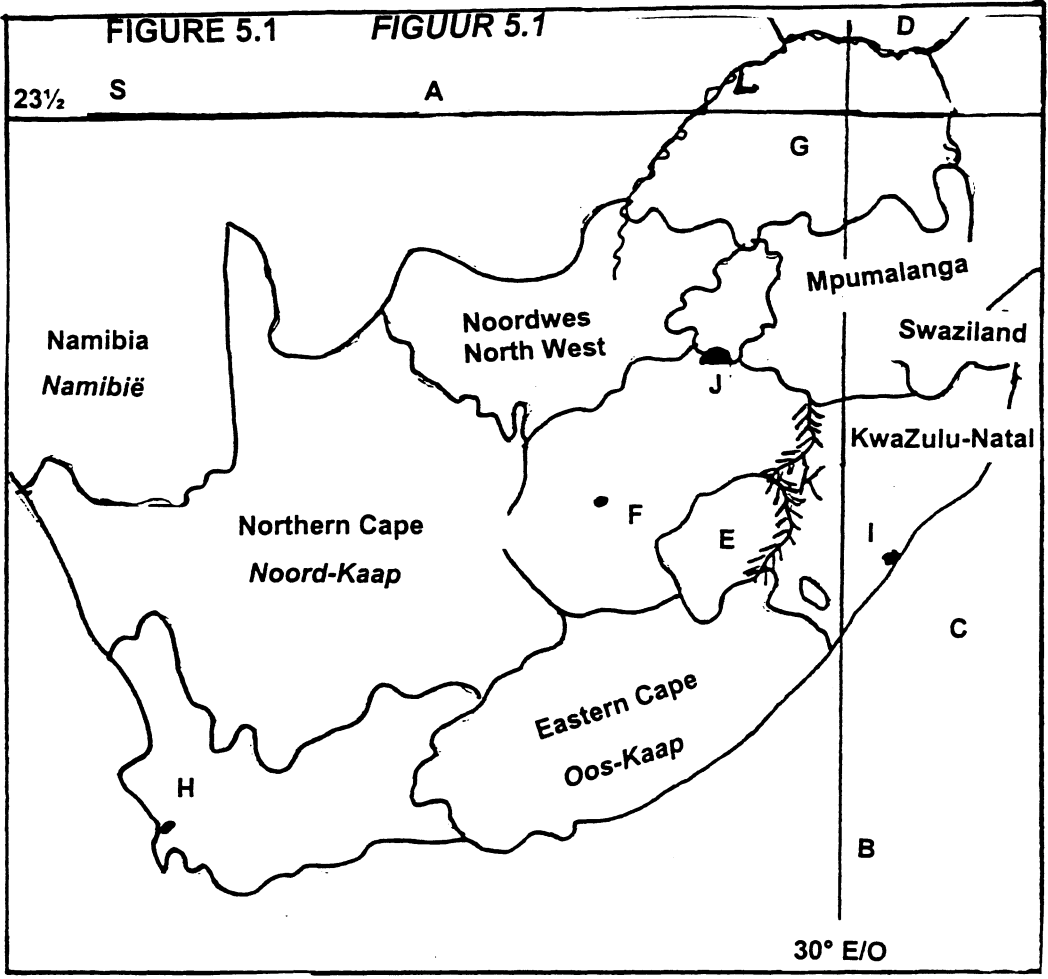 FIGURE 5.1 FIGUUR 5.1
D
23½ S A
L
G
Mpumalanga
Noordwes
North West
Namibia
Namibië
Swaziland
J
KwaZulu-Natal
K
F
E
I
Northern Cape
Noord-Kaap
C
Eastern Cape
Oos-Kaap
H
B
30° E/O